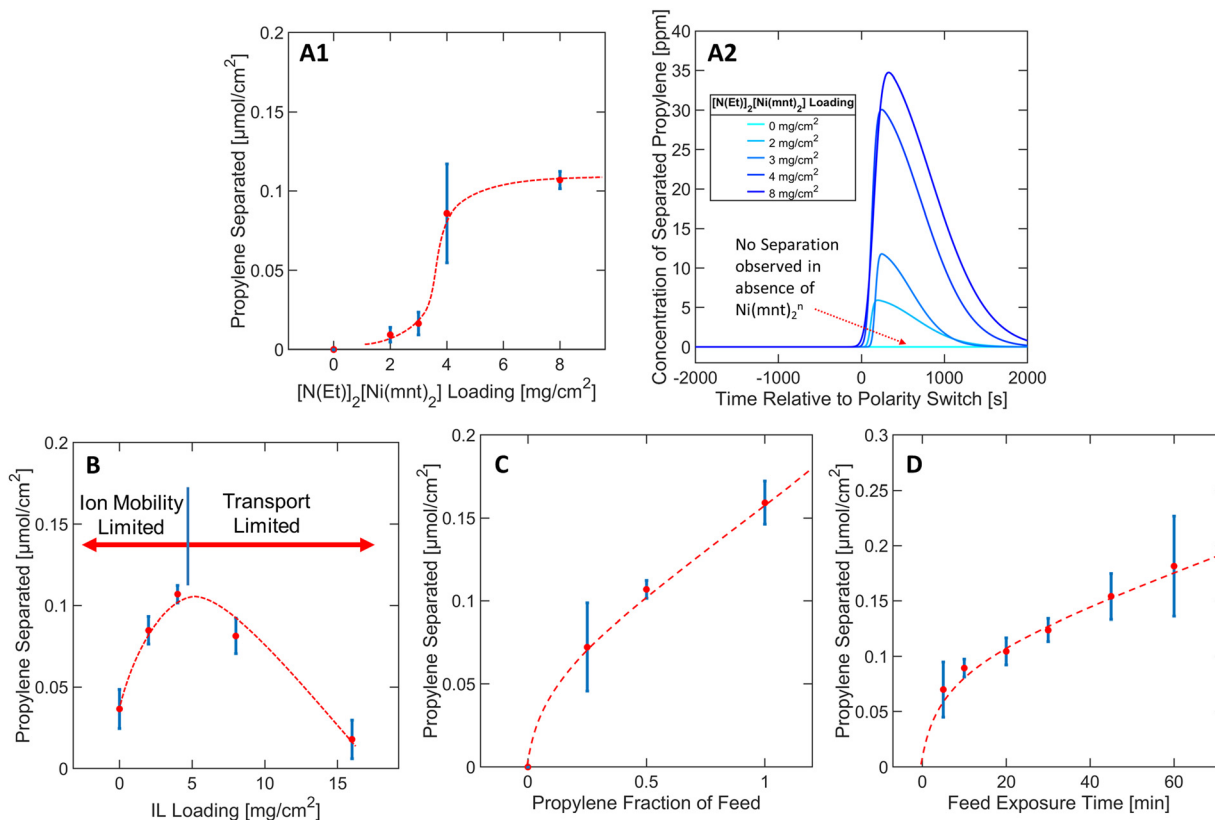 A1
Propylene Separated [µmol/cm²]
0.2
0.15
0.1
0.05
0
0 2 4 6 8
[N(Et)]₂[Ni(mnt)₂] Loading [mg/cm²]
A2
Concentration of Separated Propylene [ppm]
40
35
30
25
20
15
10
5
0
[N(Et)]₂[Ni(mnt)₂] Loading
0 mg/cm²
2 mg/cm²
3 mg/cm²
4 mg/cm²
8 mg/cm²
No Separation
observed in
absence of
Ni(mnt)₂ⁿ
-2000 -1000 0 1000 2000
Time Relative to Polarity Switch [s]
B
Propylene Separated [µmol/cm²]
0.2
0.15
0.1
0.05
0
Ion Mobility
Limited
Transport
Limited
0 5 10 15
IL Loading [mg/cm²]
C
Propylene Separated [µmol/cm²]
0.2
0.15
0.1
0.05
0
0 0.5 1
Propylene Fraction of Feed
D
Propylene Separated [µmol/cm²]
0.3
0.25
0.2
0.15
0.1
0.05
0
0 20 40 60
Feed Exposure Time [min]